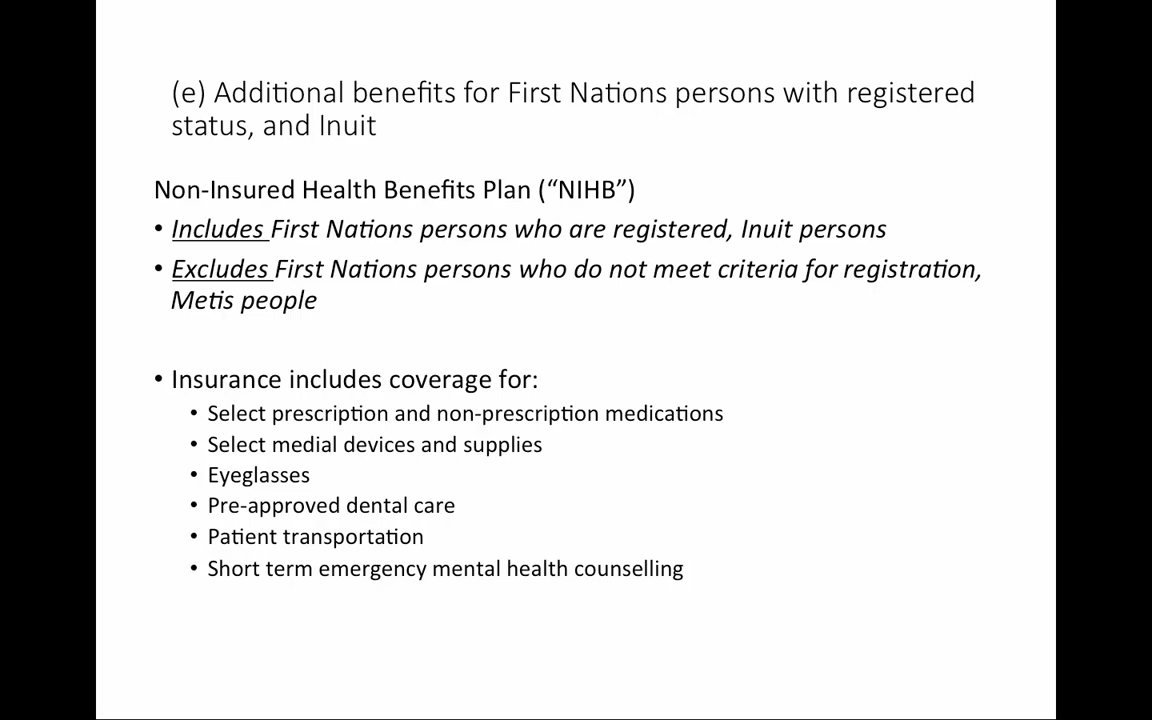 (e) Additional benefits for First Nations persons with registered
status, and Inuit
Non-Insured Health Benefits Plan (“NIHB”)
• Includes First Nations persons who are registered, Inuit persons
• Excludes First Nations persons who do not meet criteria for registration,
Metis people
• Insurance includes coverage for:
• Select prescription and non-prescription medications
• Select medial devices and supplies
• Eyeglasses
• Pre-approved dental care
• Patient transportation
• Short term emergency mental health counselling